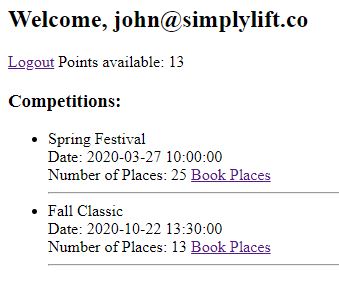 Welcome, john@simplylift.co
Logout Points available: 13
Competitions:
Spring Festival
Date: 2020-03-27 10:00:00
Number of Places: 25 Book Places
Fall Classic
Date: 2020-10-22 13:30:00
Number of Places: 13 Book Places